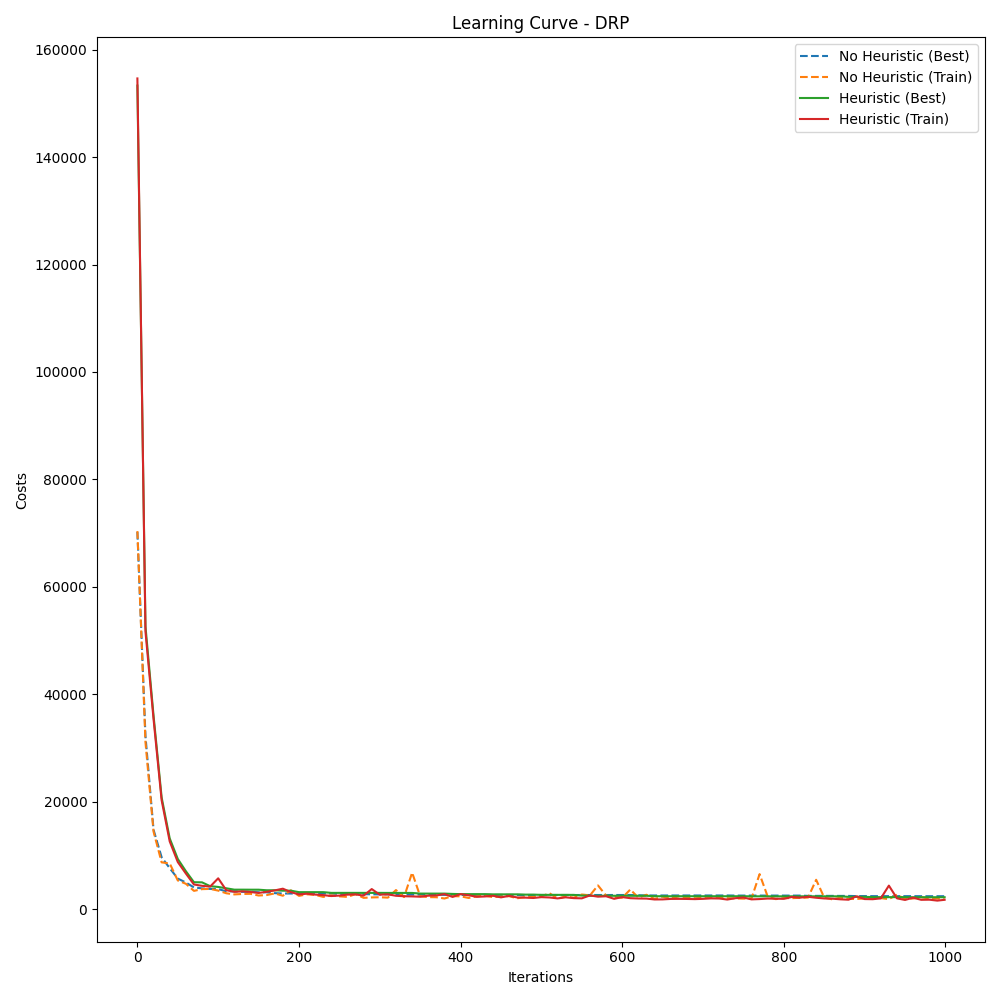 Learning Curve - DRP
160000
140000
120000
100000
80000
60000
40000
20000
0
Costs
0
200
400
600
800
1000
Iterations
No Heuristic (Best)
No Heuristic (Train)
Heuristic (Best)
Heuristic (Train)